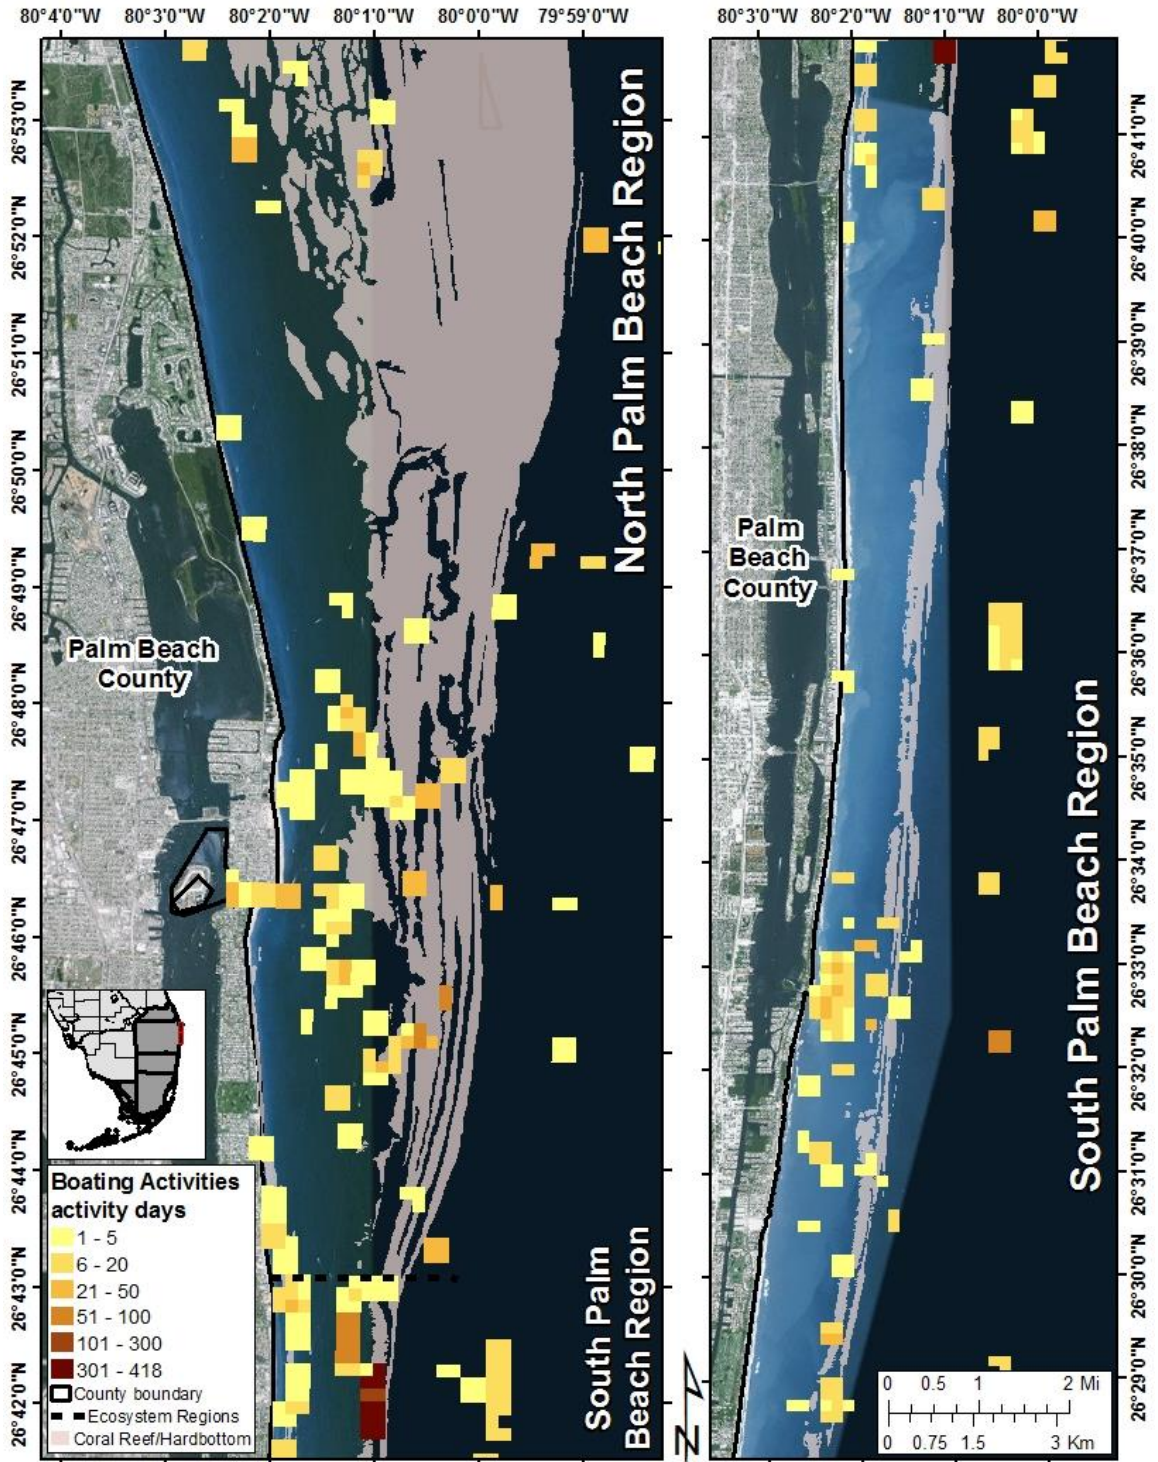 80°4'0"W 80°3'0"W 80°2'0"W 80°1'0"W 80°0'0"W 79°59'0"W
80°3'0"W 80°2'0"W 80°1'0"W 80°0'0"W
26°53'0"N
26°52'0"N
26°51'0"N
26°50'0"N
26°49'0"N
26°48'0"N
26°47'0"N
26°46'0"N
26°45'0"N
26°44'0"N
26°43'0"N
26°42'0"N
North Palm Beach Region
Palm Beach
County
South Palm
Beach Region
Boating Activities
activity days
1 - 5
6 - 20
21 - 50
51 - 100
101 - 300
301 - 418
County boundary
Ecosystem Regions
Coral Reef/Hardbottom
N
Palm
Beach
County
South Palm Beach Region
26°41'0"N
26°40'0"N
26°39'0"N
26°38'0"N
26°37'0"N
26°36'0"N
26°35'0"N
26°34'0"N
26°33'0"N
26°32'0"N
26°31'0"N
26°30'0"N
26°29'0"N
0 0.5 1 2 Mi
0 0.75 1.5 3 Km